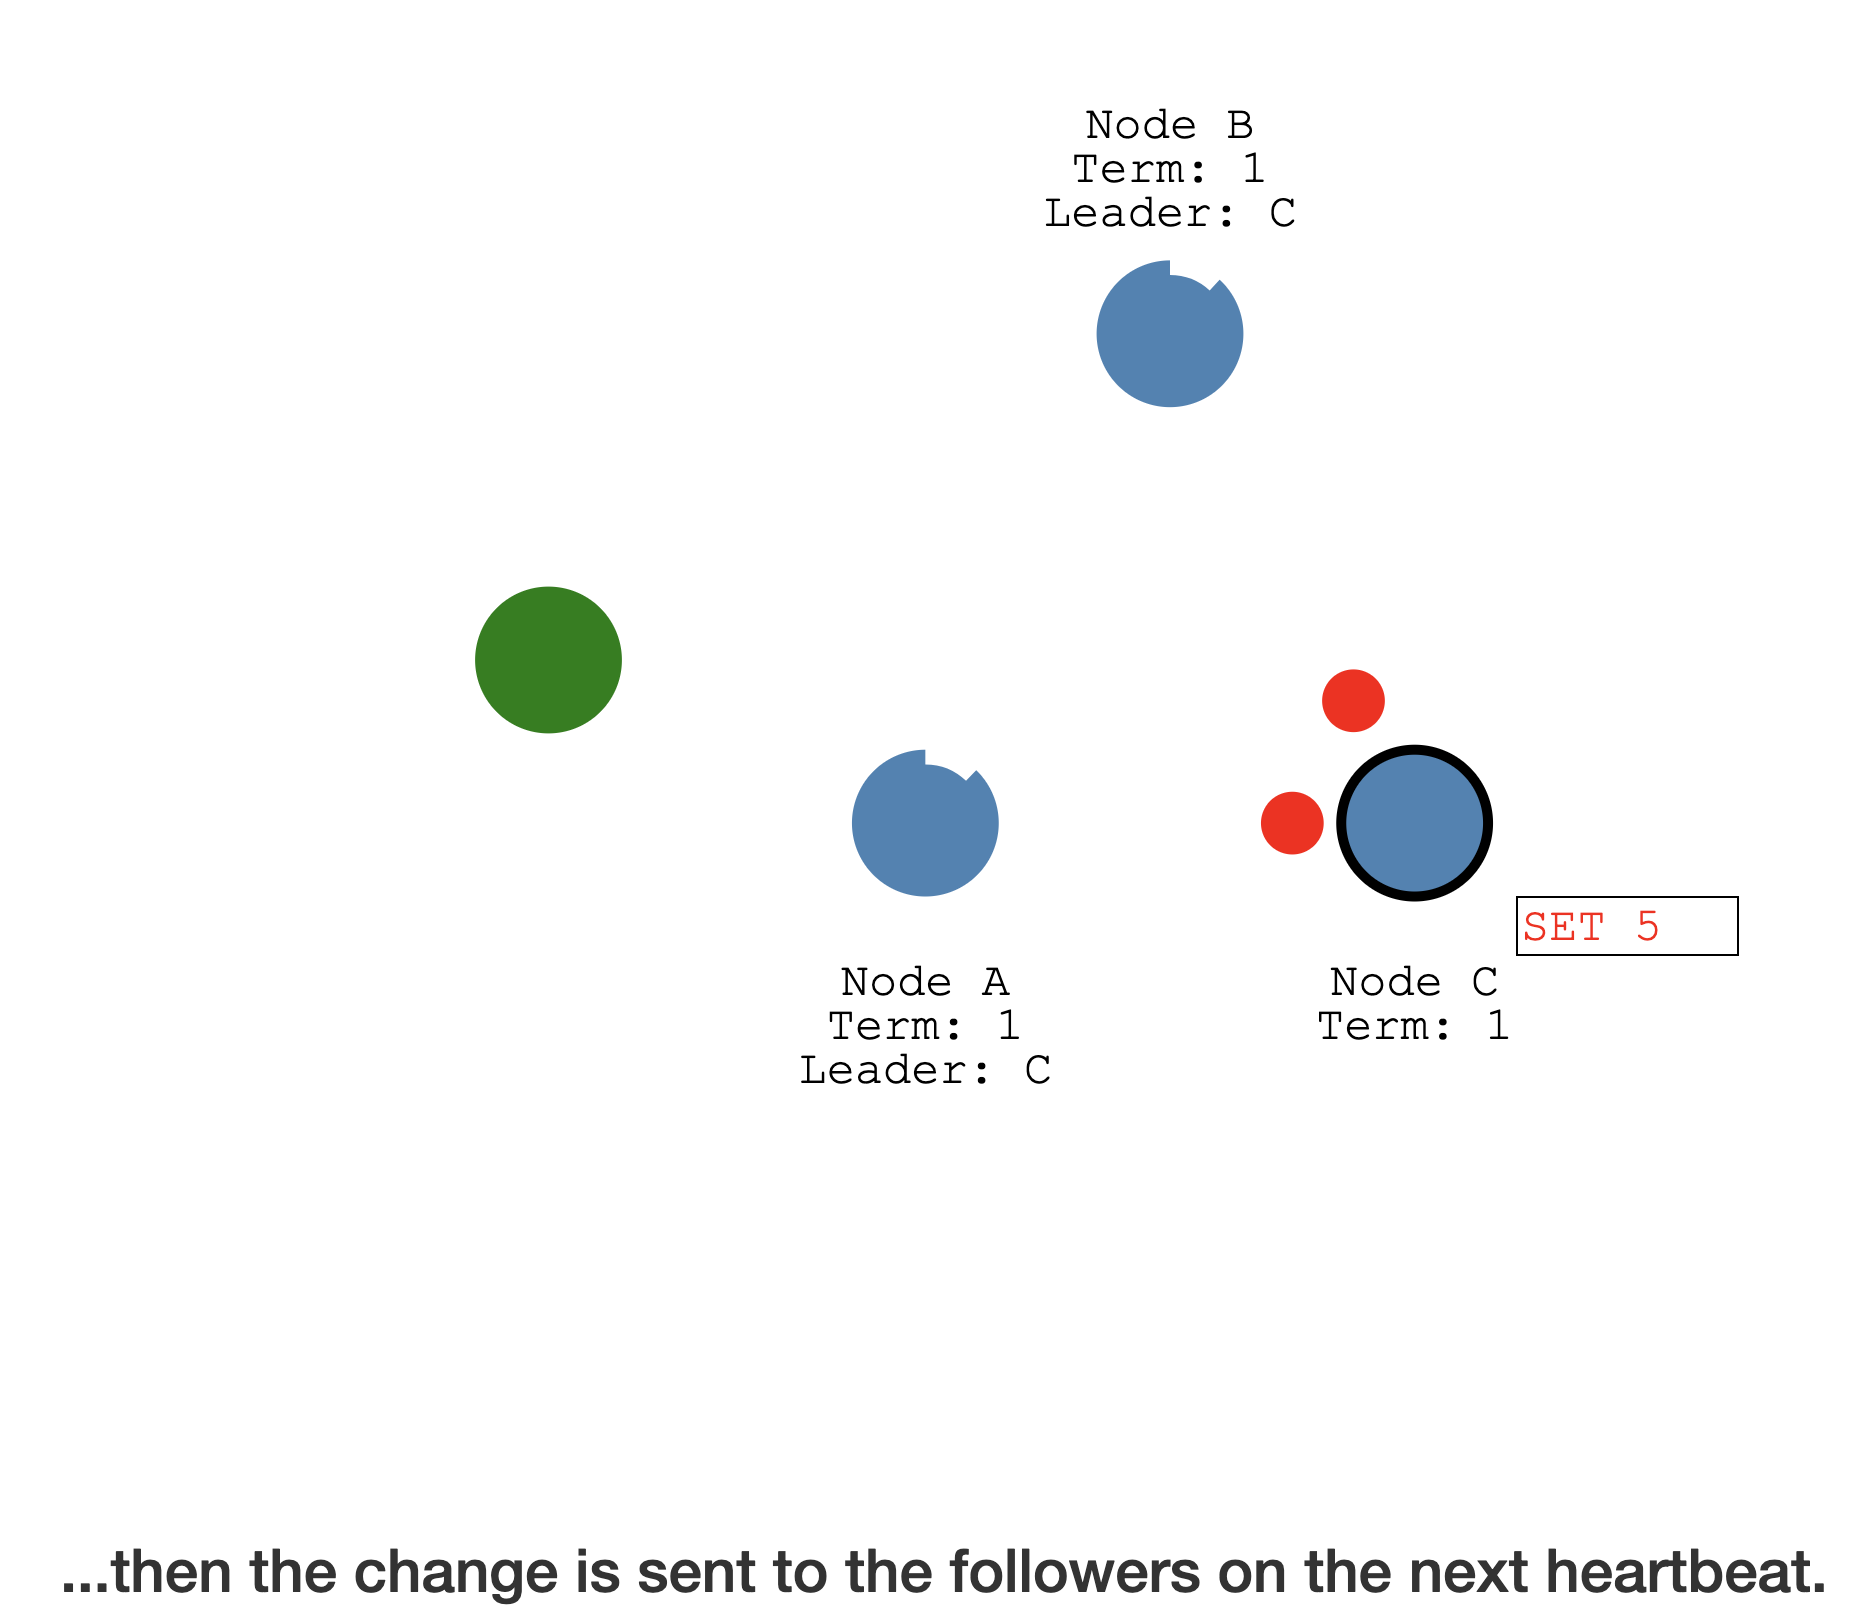 Node B
Term: 1
Leader: C
SET 5
Node A
Term: 1
Leader: C
Node C
Term: 1
...then the change is sent to the followers on the next heartbeat.